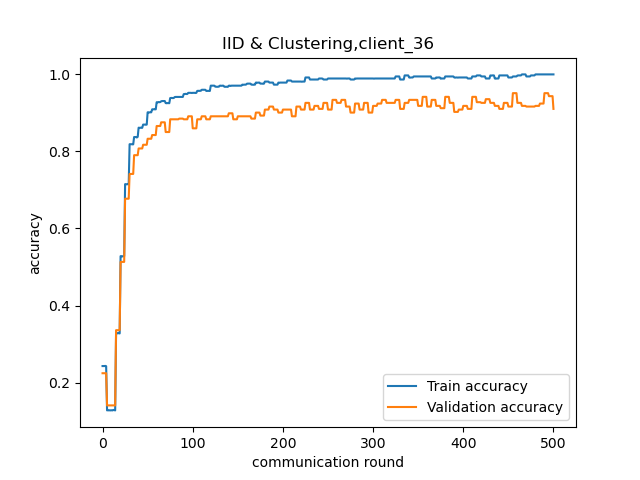 IID & Clustering,client_36
accuracy
1.0
0.8
0.6
0.4
0.2
0
100
200
300
400
500
communication round
Train accuracy
Validation accuracy